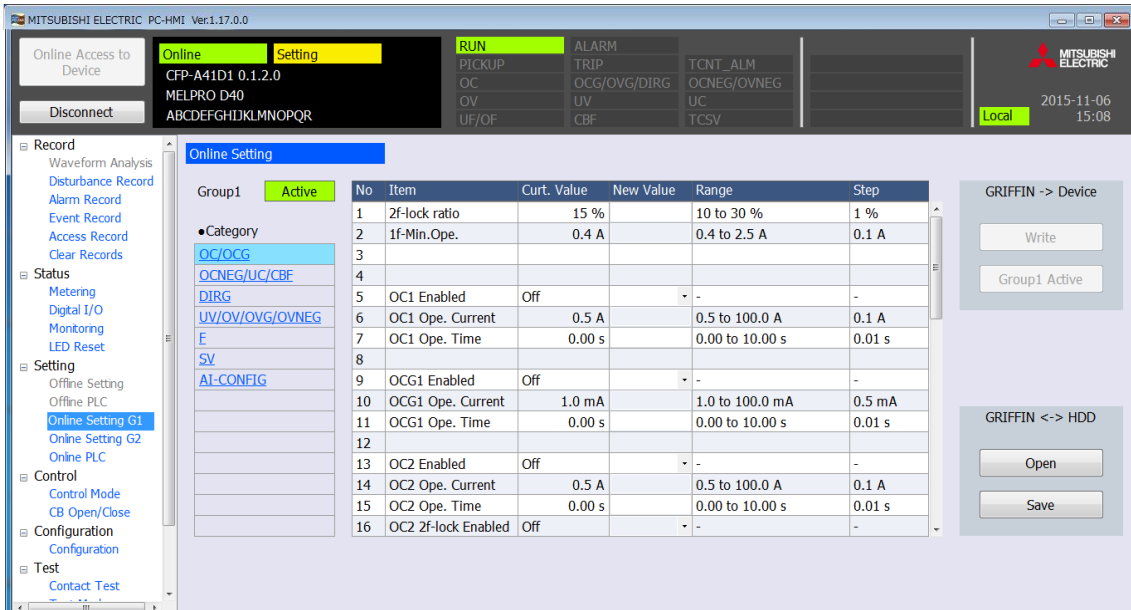 MITSUBISHI ELECTRIC PC-HMI Ver.1.17.0.0
Online Access to
Device
Disconnect
Online Setting
CFP-A41D1 0.1.2.0
MELPRO D40
ABCDEFGHIJKLMNOPQR
RUN ALARM
PICKUP TRIP TCNT_ALM
OC OCG/OVG/DIRG OCNEG/OVNEG
OV UV UC
UF/OF CBF TCSV
MITSUBISHI
ELECTRIC
2015-11-06
Local 15:08
Record
Waveform Analysis
Disturbance Record
Alarm Record
Event Record
Access Record
Clear Records
Status
Metering
Digital I/O
Monitoring
LED Reset
Setting
Offline Setting
Offline PLC
Online Setting G1
Online Setting G2
Online PLC
Control
Control Mode
CB Open/Close
Configuration
Configuration
Test
Contact Test
Online Setting
Group1 Active
●Category
OC/OCG
OCNEG/UC/CBF
DIRG
UV/OV/OVG/OVNEG
F
SV
AI-CONFIG
No Item Curt. Value New Value Range Step
1 2f-lock ratio 15 % 10 to 30 % 1 %
2 1f-Min.Ope. 0.4 A 0.4 to 2.5 A 0.1 A
3
4
5 OC1 Enabled Off - -
6 OC1 Ope. Current 0.5 A 0.5 to 100.0 A 0.1 A
7 OC1 Ope. Time 0.00 s 0.00 to 10.00 s 0.01 s
8
9 OCG1 Enabled Off - -
10 OCG1 Ope. Current 1.0 mA 1.0 to 100.0 mA 0.5 mA
11 OCG1 Ope. Time 0.00 s 0.00 to 10.00 s 0.01 s
12
13 OC2 Enabled Off - -
14 OC2 Ope. Current 0.5 A 0.5 to 100.0 A 0.1 A
15 OC2 Ope. Time 0.00 s 0.00 to 10.00 s 0.01 s
16 OC2 2f-lock Enabled Off - -
GRIFFIN -> Device
Write
Group1 Active
GRIFFIN <-> HDD
Open
Save